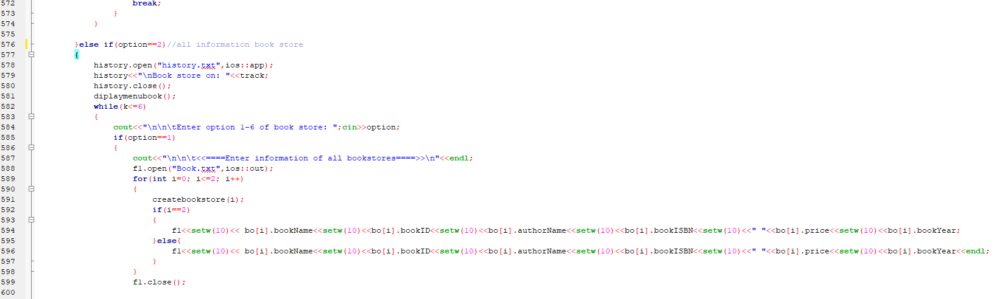 572 break;
573 }
574 }
575
576 }else if(option==2)//all information book store
577 {
578 history.open("history.txt",ios::app);
579 history<<"\nBook store on: "<<track;
580 history.close();
581 diplaymenubook();
582 while(k<=6)
583 {
584 cout<<"\n\n\tEnter option 1-6 of book store: ";cin>>option;
585 if(option==1)
586 {
587 cout<<"\n\n\t<<====Enter information of all bookstores====>>\n"<<endl;
588 fl.open("Book.txt",ios::out);
589 for(int i=0; i<=2; i++)
590 {
591 createbookstore(i);
592 if(i==2)
593 {
594 fl<<setw(10)<< bo[i].bookName<<setw(10)<<bo[i].bookID<<setw(10)<<bo[i].authorName<<setw(10)<<bo[i].bookISBN<<setw(10)<<" "<<bo[i].price<<setw(10)<<bo[i].bookYear;
595 }else{
596 fl<<setw(10)<< bo[i].bookName<<setw(10)<<bo[i].bookID<<setw(10)<<bo[i].authorName<<setw(10)<<bo[i].bookISBN<<setw(10)<<" "<<bo[i].price<<setw(10)<<bo[i].bookYear<<endl;
597 }
598 }
599 fl.close();
600